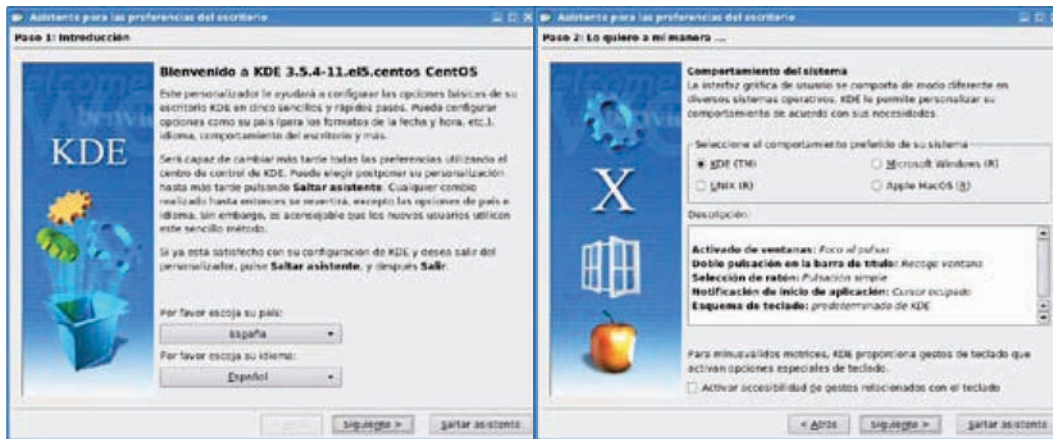 Asistente para las preferencias del escritorio
Paso 1: Introducción
KDE
Bienvenido a KDE 3.5.4-11.el5.centos CentOS
Este personalizador le ayudará a configurar las opciones básicas de su
escritorio KDE en cinco sencillos y rápidos pasos. Puede configurar
opciones como su país (para los formatos de la fecha y hora, etc.),
idioma, comportamiento del escritorio y más.
Será capaz de cambiar más tarde todas las preferencias utilizando el
centro de control de KDE. Puede elegir postponer su personalización
hasta más tarde pulsando Saltar asistente. Cualquier cambio
realizado hasta entonces se revertirá, excepto las opciones de país e
idioma. Sin embargo, es aconsejable que los nuevos usuarios utilicen
este sencillo método.
Si ya está satisfecho con su configuración de KDE y desea salir del
personalizador, pulse Saltar asistente, y después Salir.
Por favor escoja su país:
España
Por favor escoja su idioma:
Español
Siguiente >
Saltar asistente
Asistente para las preferencias del escritorio
Paso 2: Lo quiero a mi manera ...
X
Comportamiento del sistema
La interfaz gráfica de usuario se comporta de modo diferente en
diversos sistemas operativos. KDE le permite personalizar su
comportamiento de acuerdo con sus necesidades.
Seleccione el comportamiento preferido de su sistema
KDE (TM)
Microsoft Windows (R)
UNIX (R)
Apple MacOS (R)
Descripción:
Activado de ventanas: Foco al pulsar
Doble pulsación en la barra de título: Recoge ventana
Selección de ratón: Pulsación simple
Notificación de inicio de aplicación: Cursor ocupado
Esquema de teclado: predeterminado de KDE
Para minusválidos motrices, KDE proporciona gestos de teclado que
activan opciones especiales de teclado.
Activar accesibilidad de gestos relacionados con el teclado
< Atrás
Siguiente >
Saltar asistente